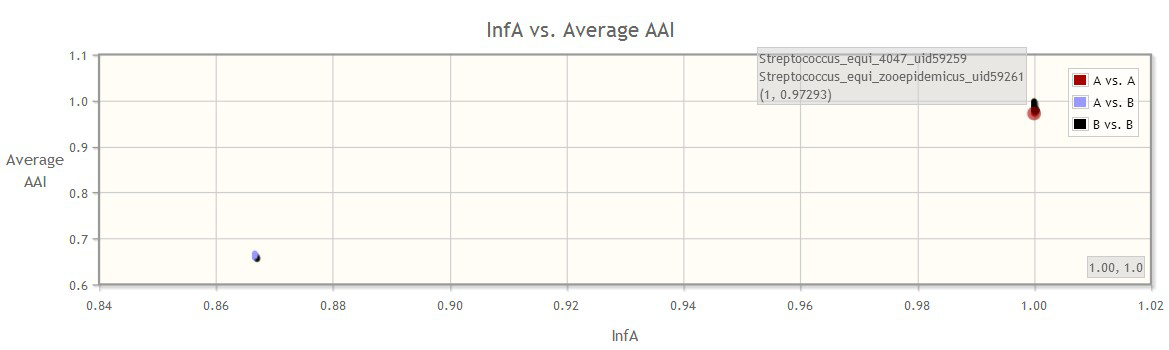 InfA vs. Average AAI
Average
AAI
1.1
1.0
0.9
0.8
0.7
0.6
Streptococcus_equi_4047_uid59259
Streptococcus_equi_zooepidemicus_uid59261
(1, 0.97293)
A vs. A
A vs. B
B vs. B
1.00, 1.0
0.84 0.86 0.88 0.90 0.92 0.94 0.96 0.98 1.00 1.02
InfA